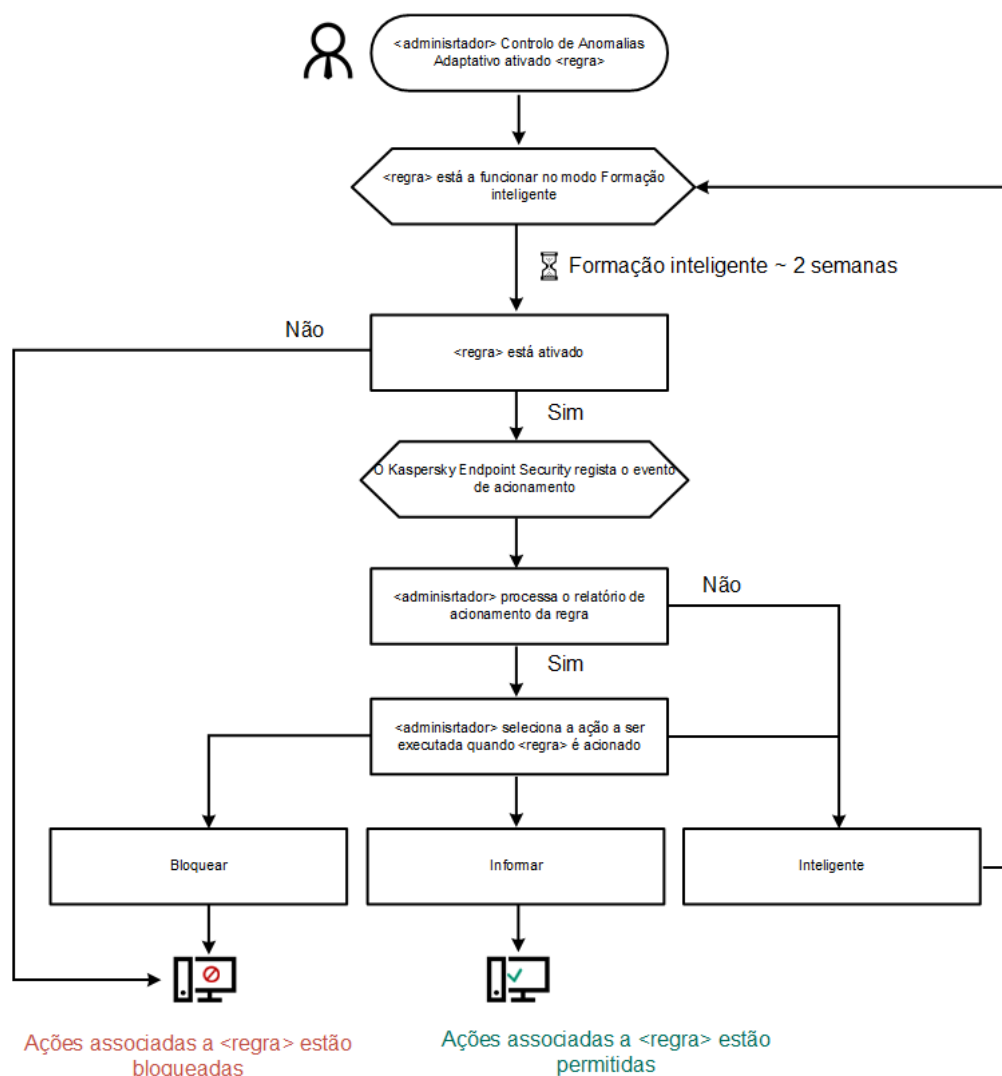 <adminisrtador> Controlo de Anomalias
Adaptativo ativado <regra>
<regra> está a funcionar no modo Formação
inteligente
Formação inteligente ~ 2 semanas
Não
<regra> está ativado
Sim
O Kaspersky Endpoint Security regista o evento
de acionamento
<adminisrtador> processa o relatório de
acionamento da regra
Não
Sim
<adminisrtador> seleciona a ação a ser
executada quando <regra> é acionado
Bloquear
Informar
Inteligente
Ações associadas a <regra> estão
bloqueadas
Ações associadas a <regra> estão
permitidas